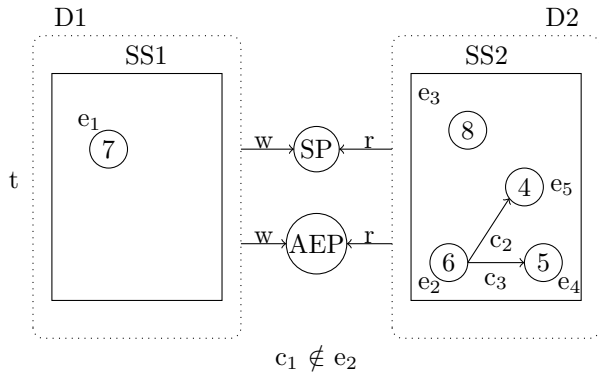 D1 D2
SS1 SS2
e₁ e₃
7 8
w SP r
t 4 e₅
w AEP r
c₂
6 5
e₂ c₃ e₄
c₁ ∉ e₂